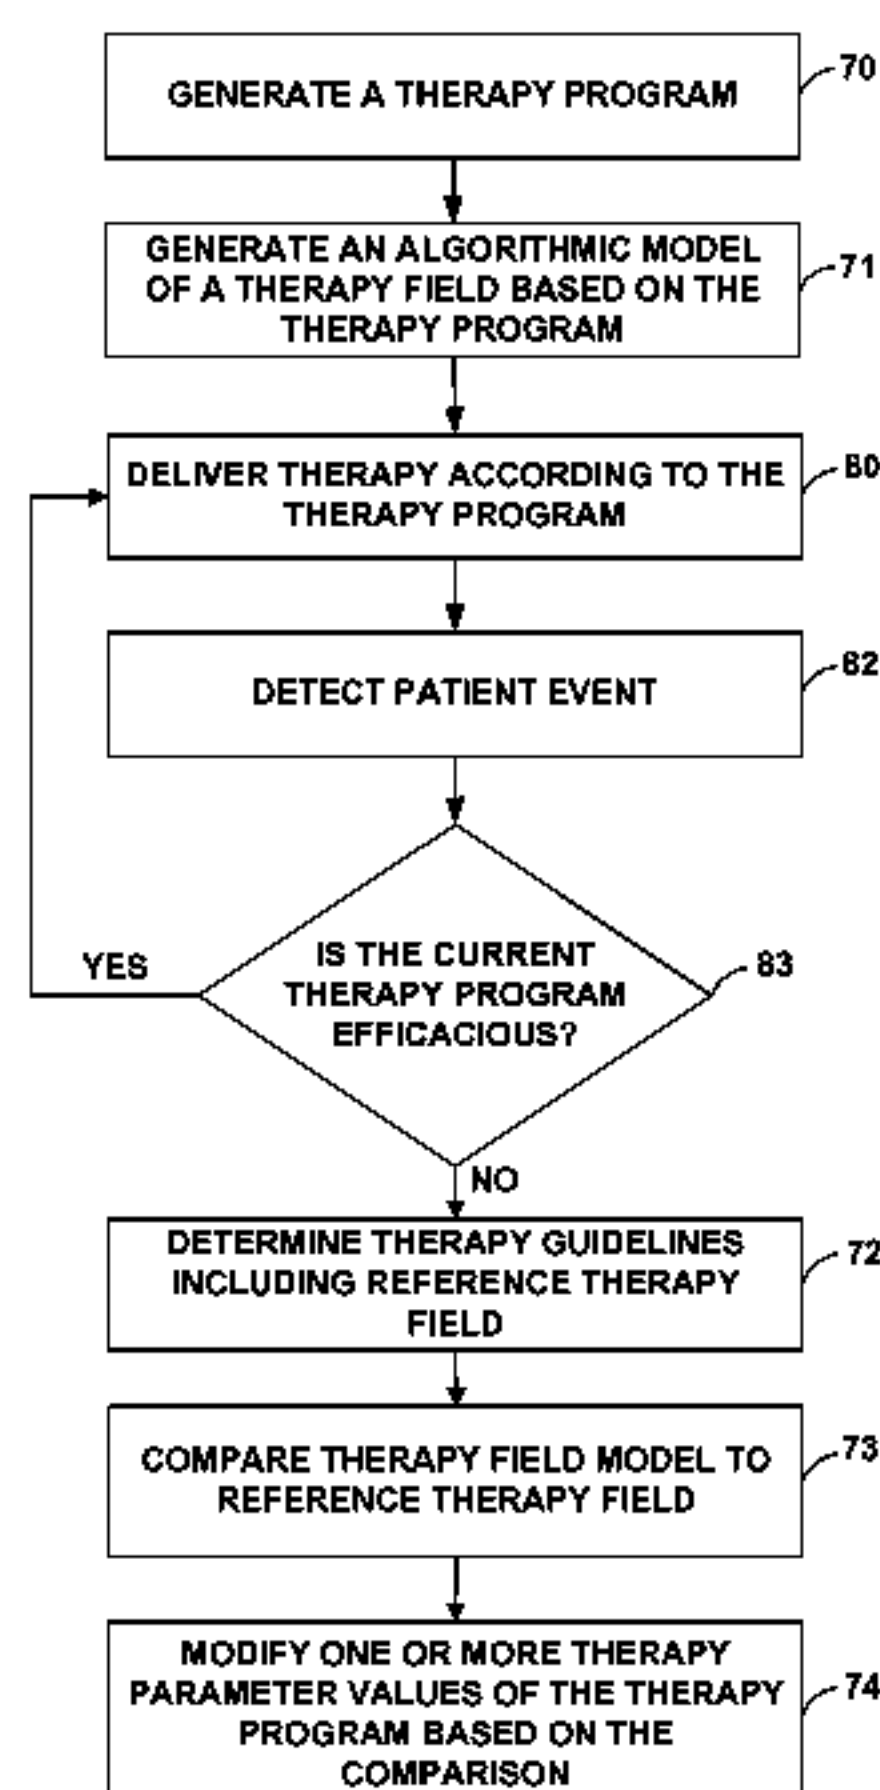 GENERATE A THERAPY PROGRAM
70
GENERATE AN ALGORITHMIC MODEL
OF A THERAPY FIELD BASED ON THE
THERAPY PROGRAM
71
DELIVER THERAPY ACCORDING TO THE
THERAPY PROGRAM
80
DETECT PATIENT EVENT
82
IS THE CURRENT
THERAPY PROGRAM
EFFICACIOUS?
83
YES
NO
DETERMINE THERAPY GUIDELINES
INCLUDING REFERENCE THERAPY
FIELD
72
COMPARE THERAPY FIELD MODEL TO
REFERENCE THERAPY FIELD
73
MODIFY ONE OR MORE THERAPY
PARAMETER VALUES OF THE THERAPY
PROGRAM BASED ON THE
COMPARISON
74